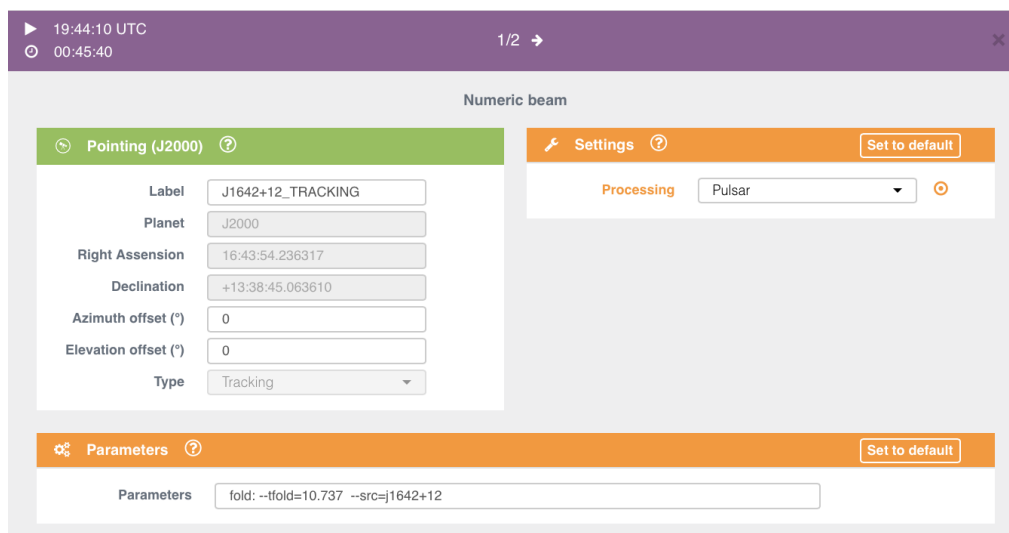 19:44:10 UTC
00:45:40
1/2
Numeric beam
Pointing (J2000) ?
Label J1642+12_TRACKING
Planet J2000
Right Assension 16:43:54.236317
Declination +13:38:45.063610
Azimuth offset (°) 0
Elevation offset (°) 0
Type Tracking
Settings ? Set to default
Processing Pulsar
Parameters ? Set to default
Parameters fold: --tfold=10.737 --src=j1642+12